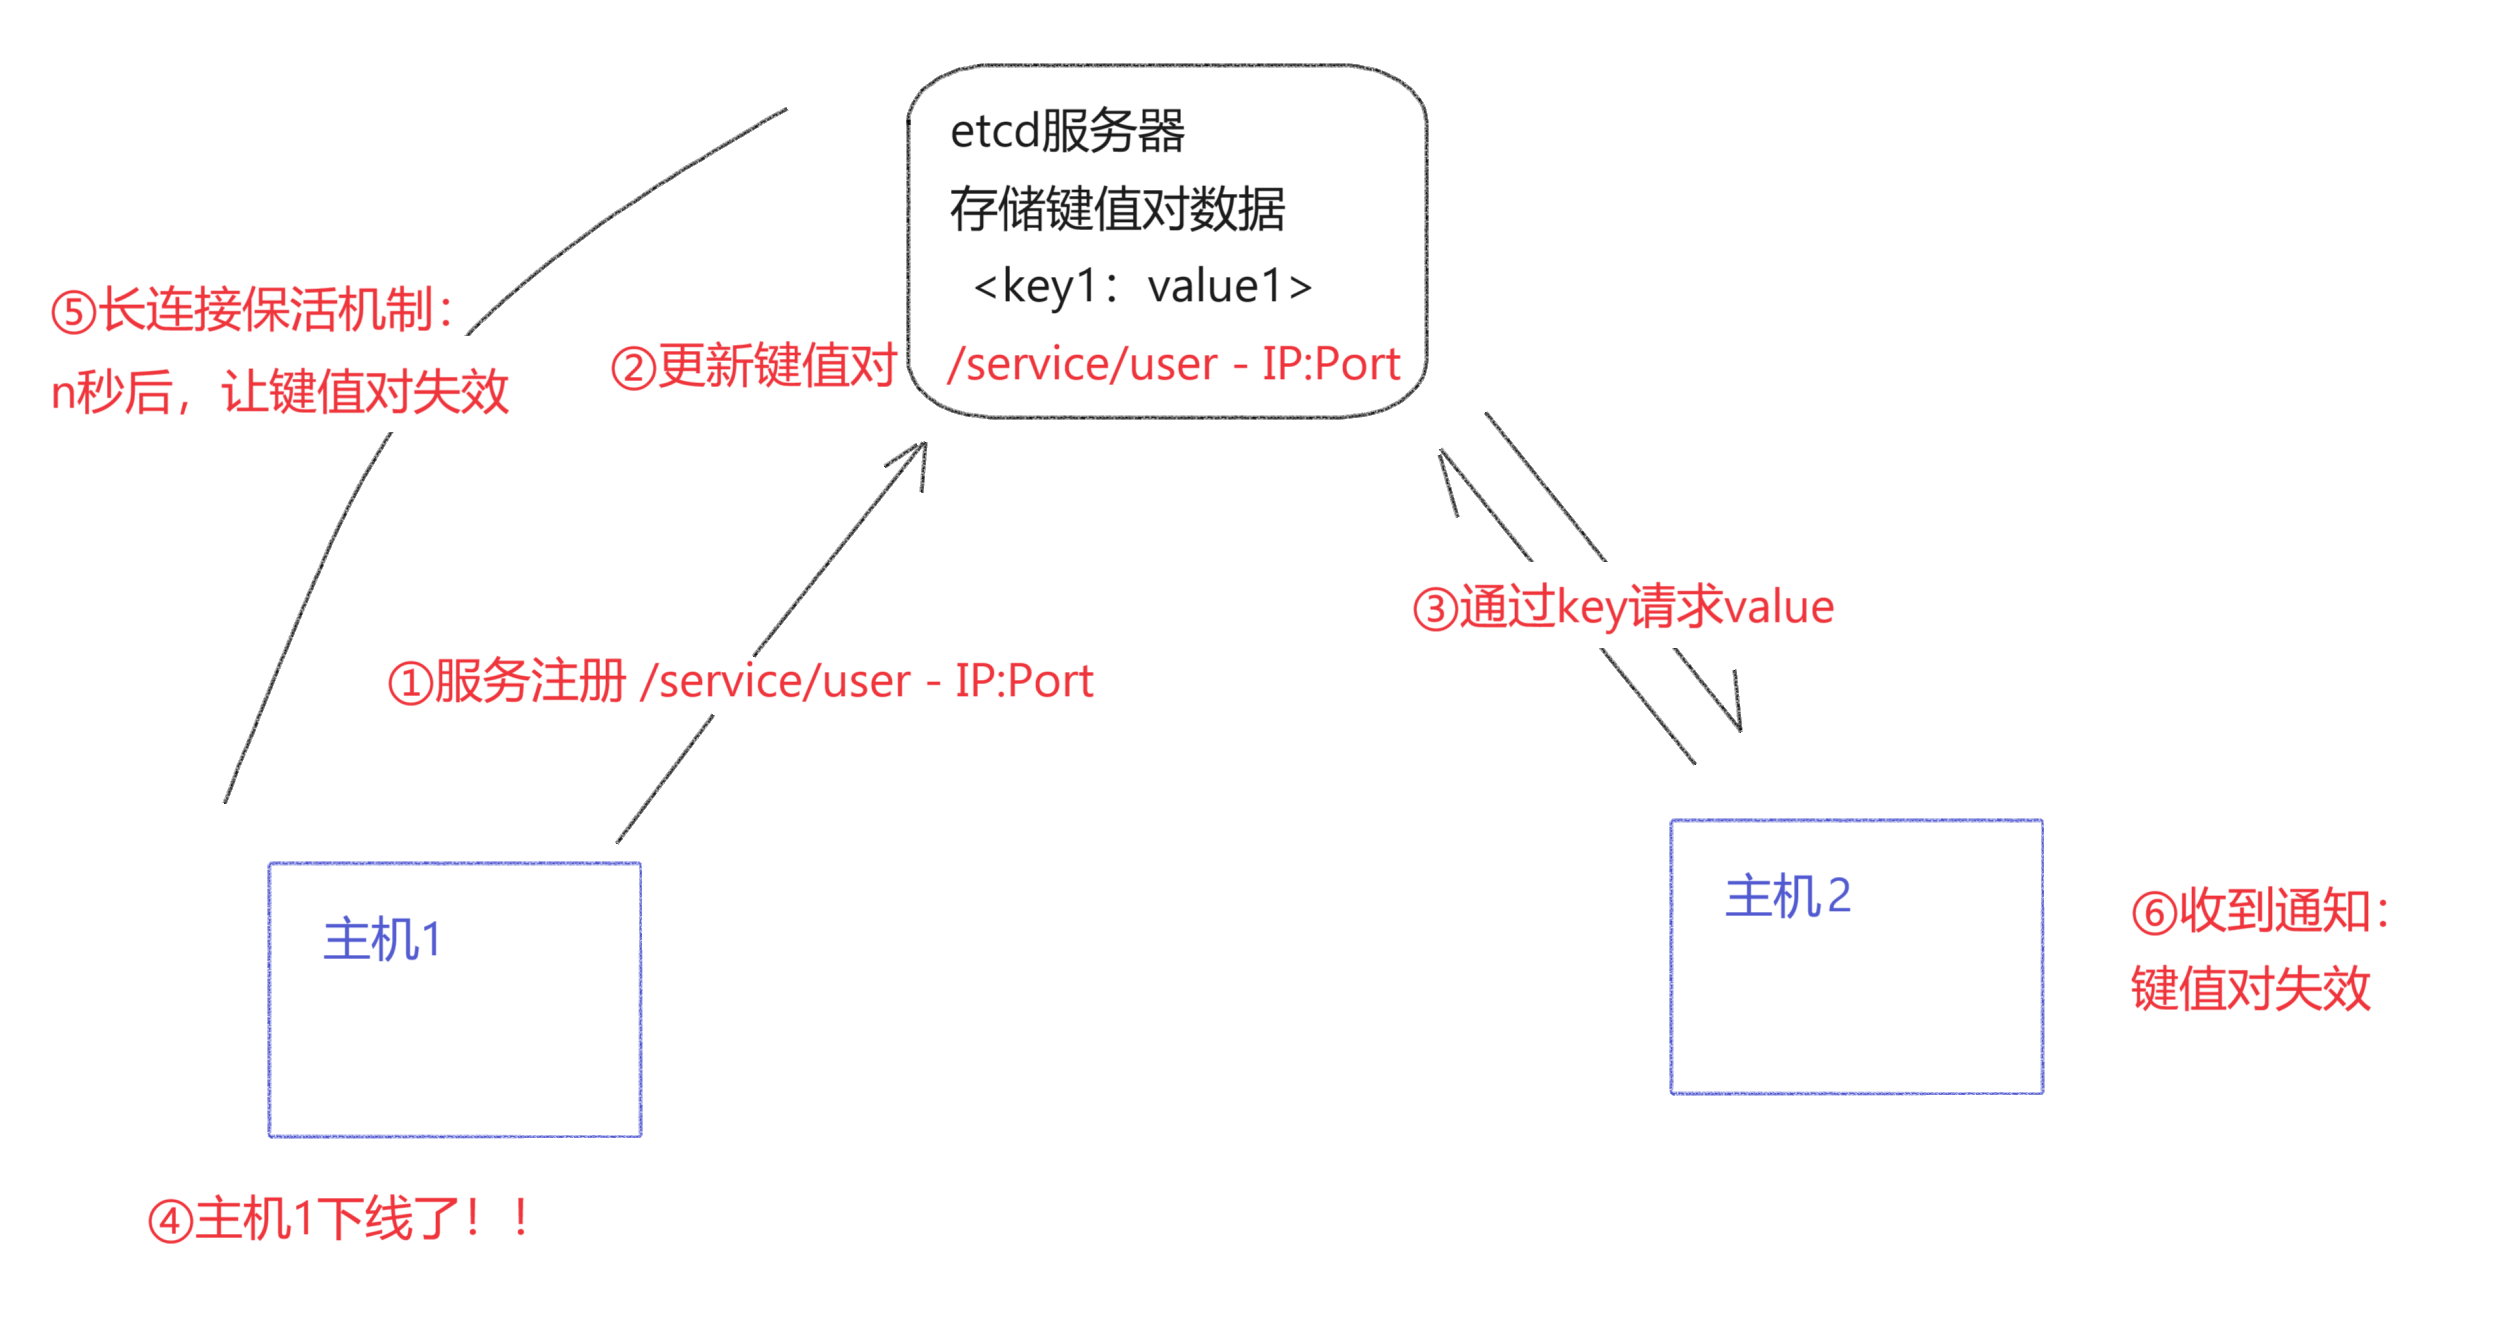 etcd服务器
存储键值对数据
<key1： value1>
/service/user - IP:Port
⑤长连接保活机制：
n秒后，让键值对失效
②更新键值对
③通过key请求value
①服务注册 /service/user - IP:Port
主机1
主机2
⑥收到通知：
键值对失效
④主机1下线了！！